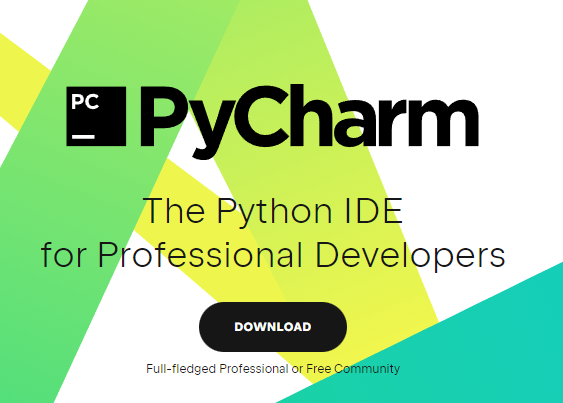 PC
PyCharm
The Python IDE
for Professional Developers
DOWNLOAD
Full-fledged Professional or Free Community